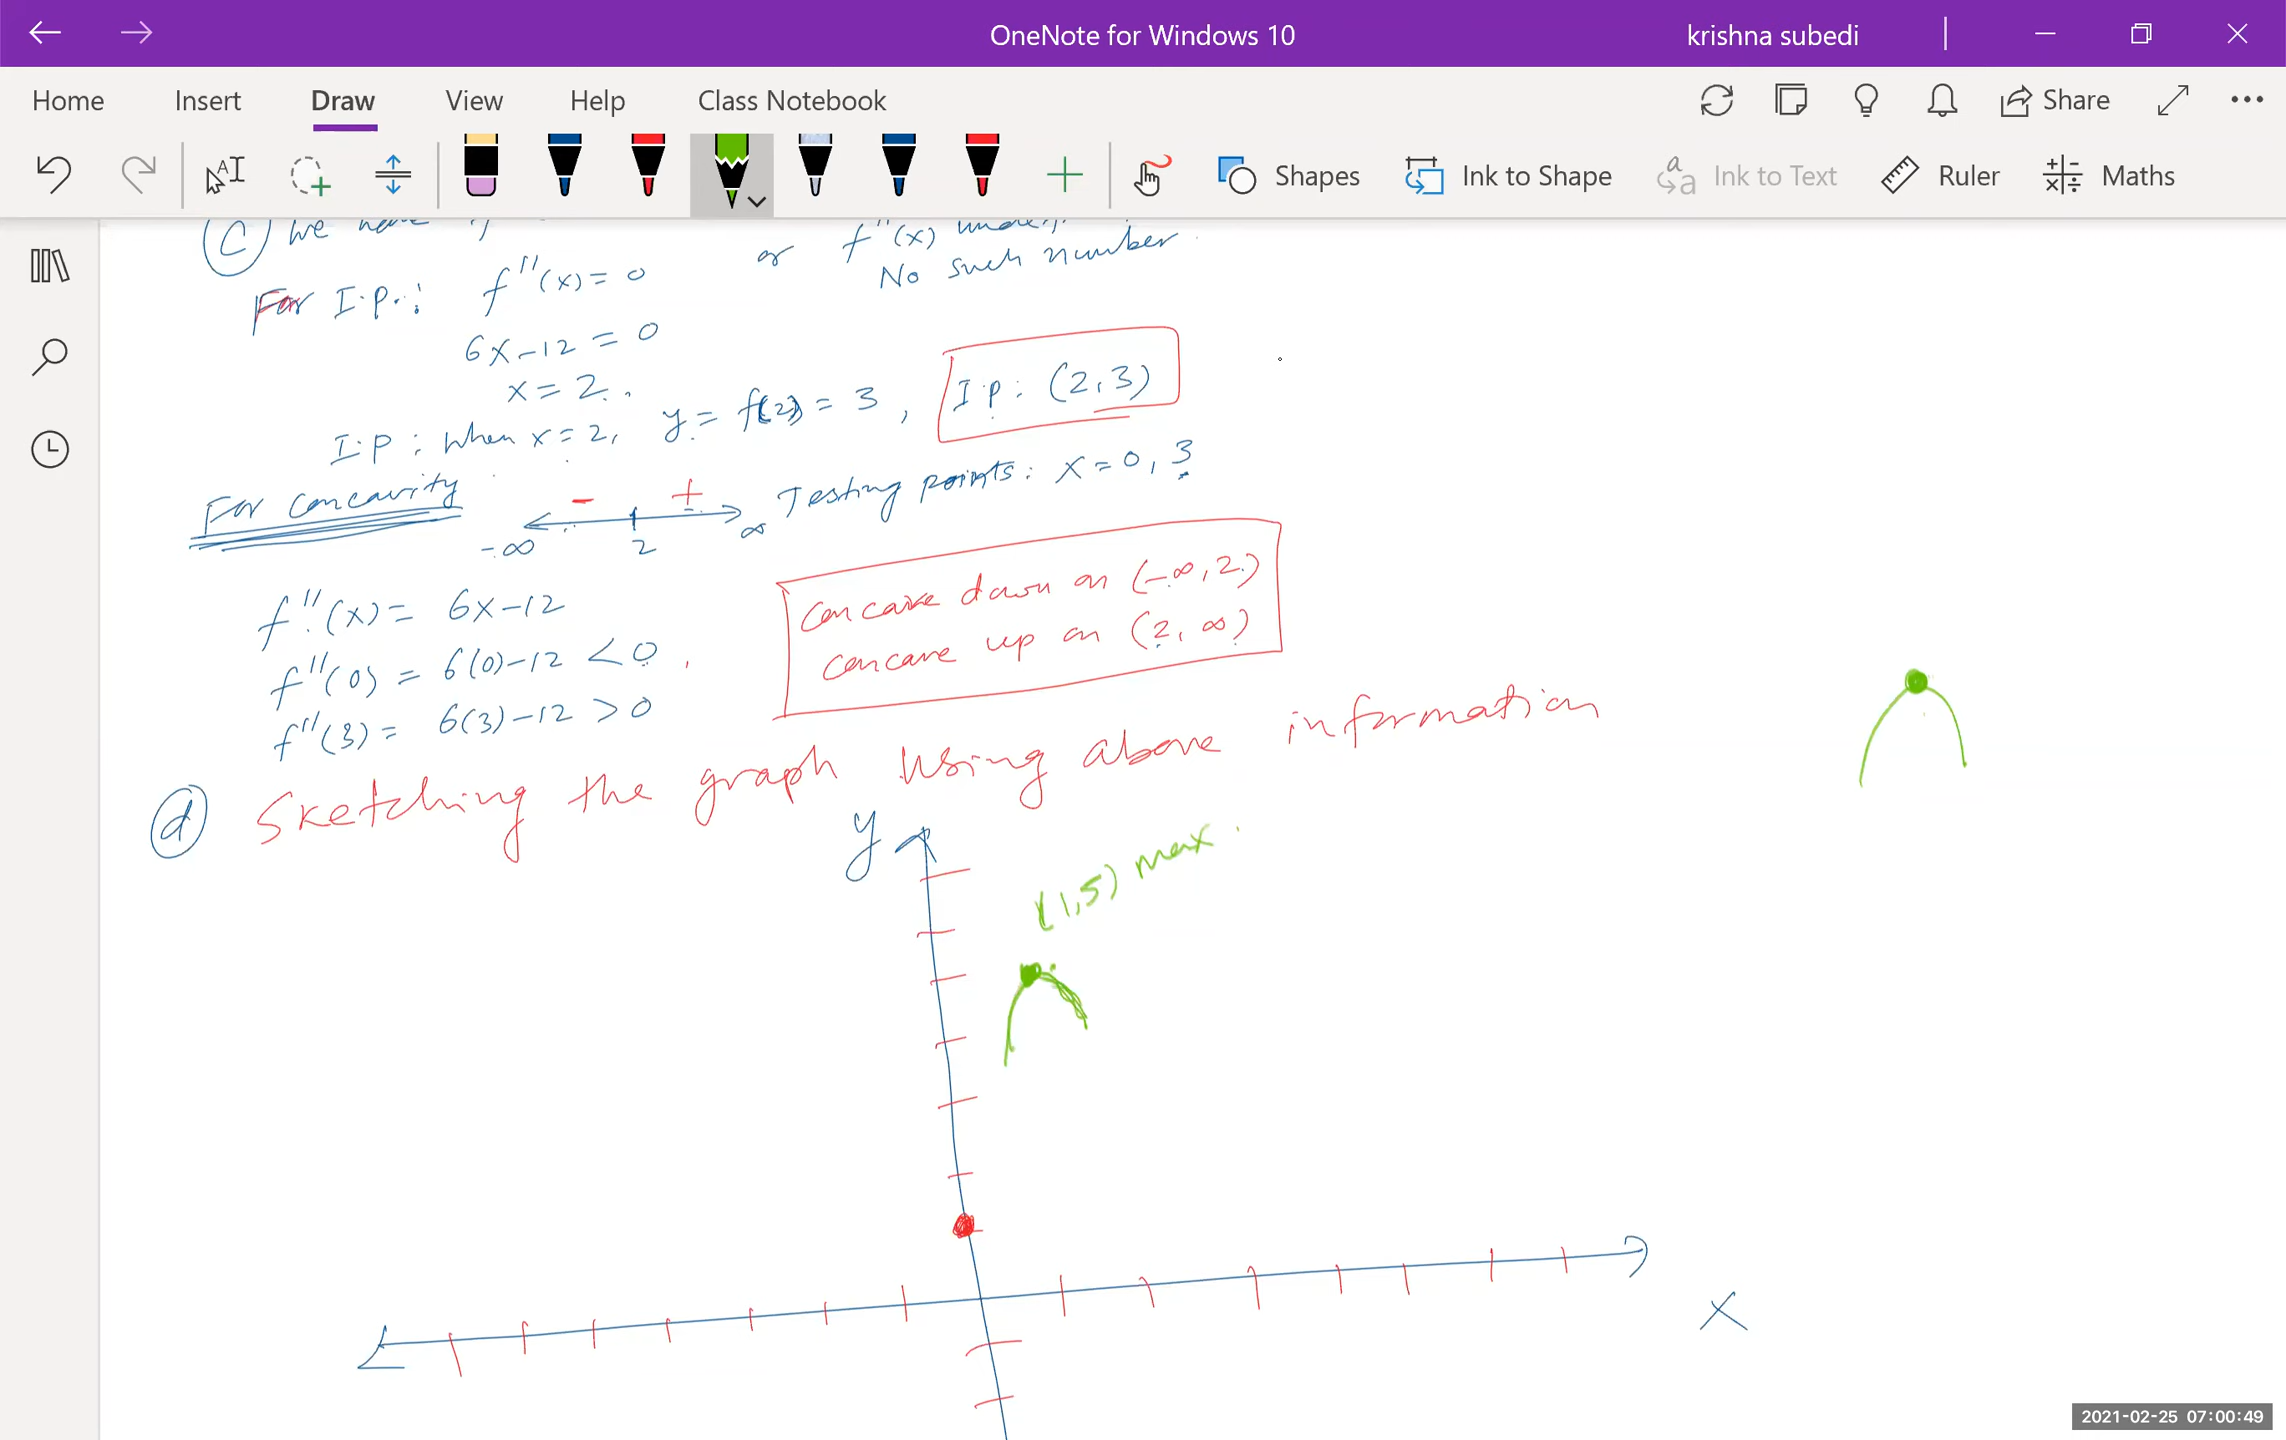 OneNote for Windows 10
krishna subedi
Home Insert Draw View Help Class Notebook Share
Shapes Ink to Shape Ink to Text Ruler Maths
(c) We have
or f''(x)
No such number.
For I.P.: f''(x) = 0
6x-12 = 0
x = 2.
I.P: When x = 2, y = f(2) = 3, I.P: (2,3)
For concavity
- +
-∞ 2 ∞
Testing points: x = 0, 3
f''(x) = 6x-12
f''(0) = 6(0)-12 < 0,
f''(3) = 6(3)-12 > 0
Concave down on (-∞, 2)
Concave up on (2, ∞)
(d) Sketching the graph using above information
y
(1,5) max.
x
2021-02-25 07:00:49